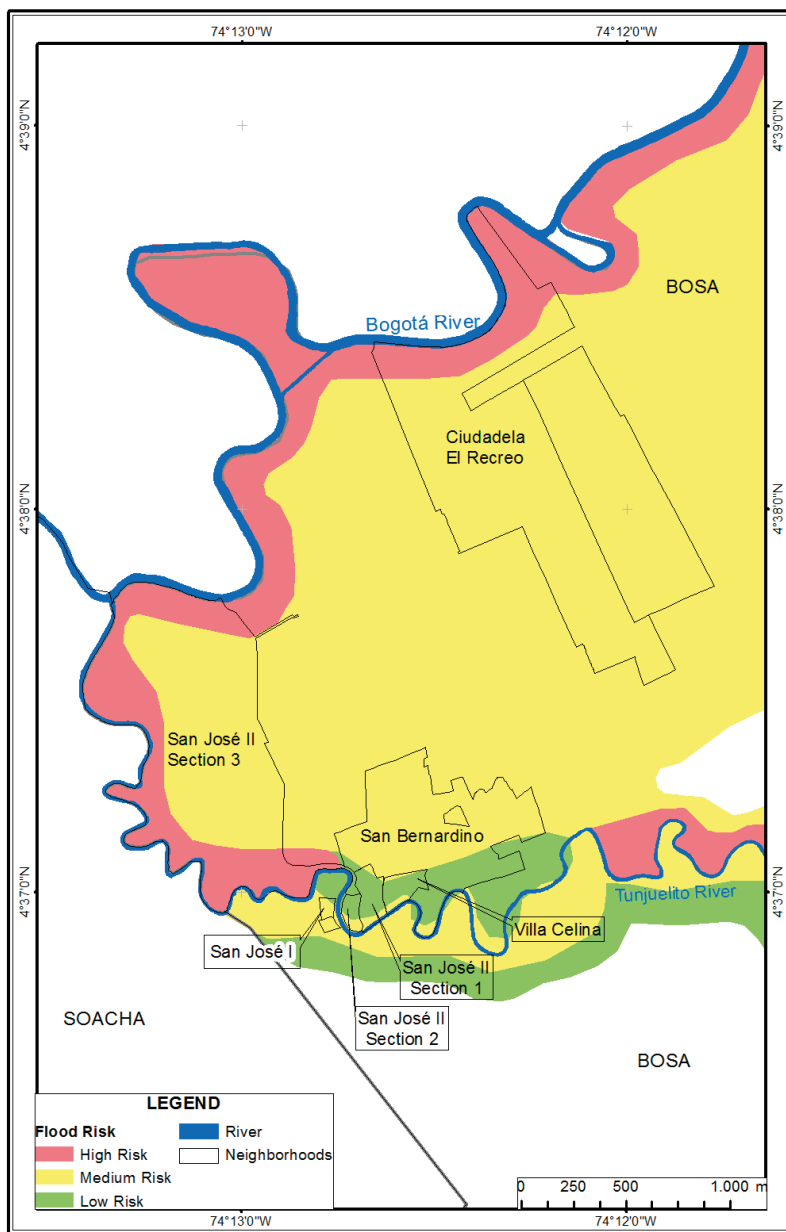 74°13'0"W
74°12'0"W
4°39'0"N
4°39'0"N
BOSA
Bogotá River
Ciudadela
El Recreo
4°38'0"N
4°38'0"N
San José II
Section 3
San Bernardino
4°37'0"N
4°37'0"N
Tunjuelito River
Villa Celina
San José I
San José II
Section 1
San José II
Section 2
SOACHA
BOSA
LEGEND
Flood Risk
High Risk
Medium Risk
Low Risk
River
Neighborhoods
0 250 500 1.000 m
74°13'0"W
74°12'0"W